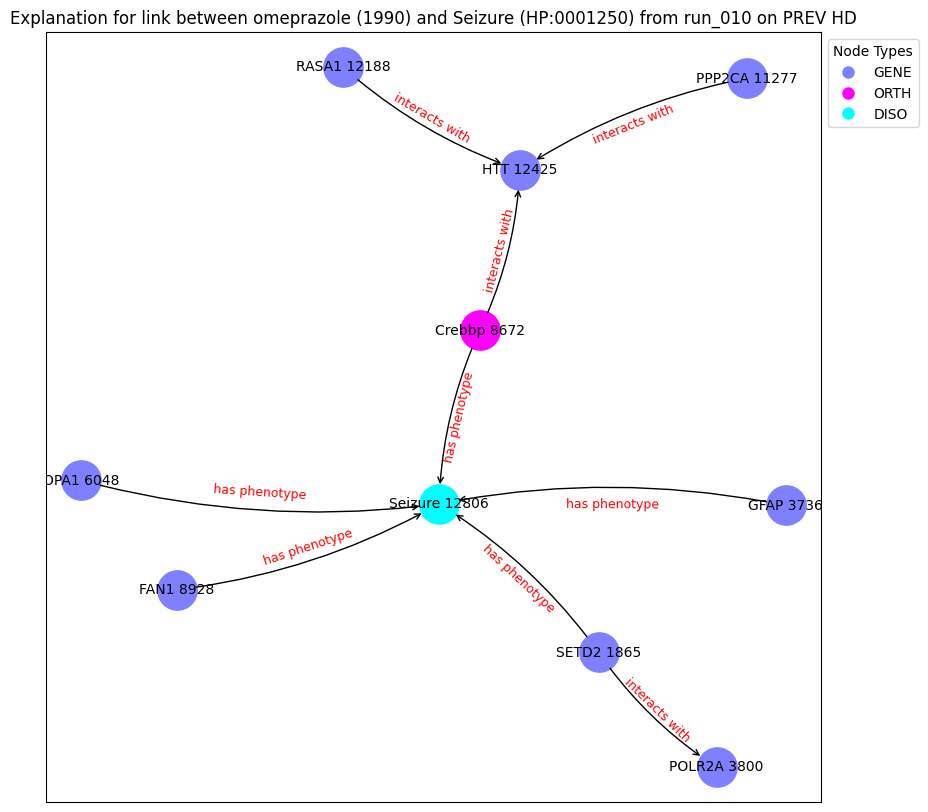 Explanation for link between omeprazole (1990) and Seizure (HP:0001250) from run_010 on PREV HD
Node Types
GENE
ORTH
DISO
RASA1 12188
PPP2CA 11277
interacts with
interacts with
HTT 12425
interacts with
Crebbp 8672
has phenotype
OPA1 6048
has phenotype
Seizure 12806
has phenotype
GFAP 3736
has phenotype
FAN1 8928
has phenotype
SETD2 1865
interacts with
POLR2A 3800